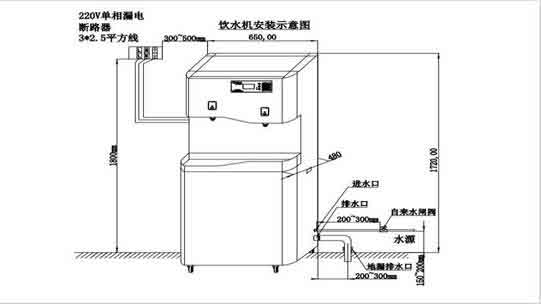 220V单相漏电
断路器
3*2.5平方线
饮水机安装示意图
200~500mm
650,00
1800mm
1720,00
480
进水口
排水口
200~300mm
自来水闸阀
水源
地漏排水口
200~300mm
150~200mm